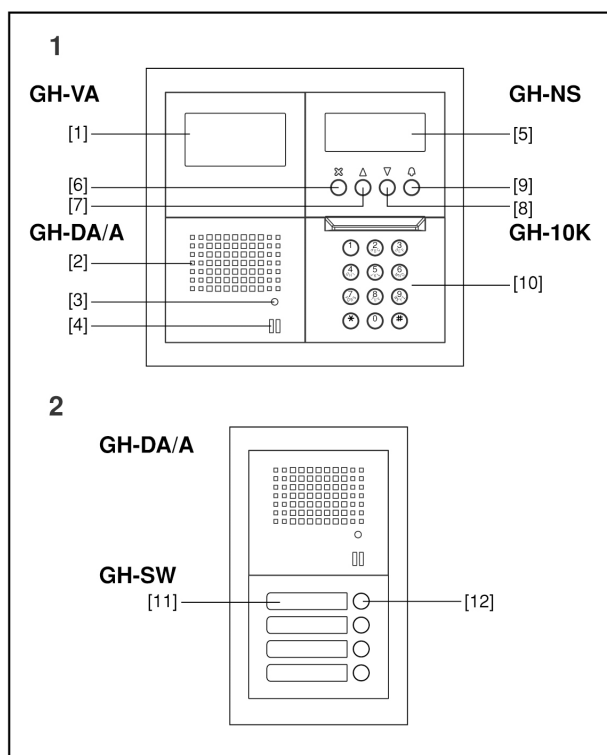 1
GH-VA
GH-NS
[1]
[5]
[6]
[9]
[7]
[8]
GH-DA/A
GH-10K
[2]
1 2 3
4 5 6
[10]
[3]
7 8 9
[4]
* 0 #
2
GH-DA/A
GH-SW
[11]
[12]